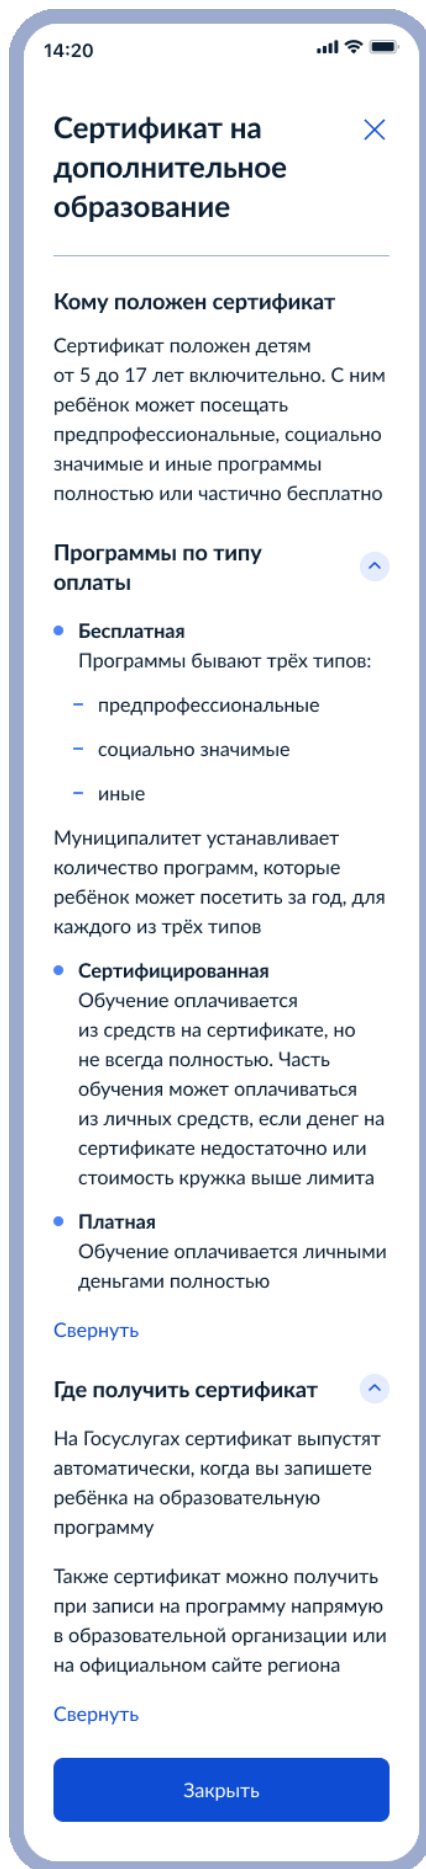 14:20
Сертификат на
дополнительное
образование
Кому положен сертификат
Сертификат положен детям
от 5 до 17 лет включительно. С ним
ребёнок может посещать
предпрофессиональные, социально
значимые и иные программы
полностью или частично бесплатно
Программы по типу
оплаты
Бесплатная
Программы бывают трёх типов:
– предпрофессиональные
– социально значимые
– иные
Муниципалитет устанавливает
количество программ, которые
ребёнок может посетить за год, для
каждого из трёх типов
Сертифицированная
Обучение оплачивается
из средств на сертификате, но
не всегда полностью. Часть
обучения может оплачиваться
из личных средств, если денег на
сертификате недостаточно или
стоимость кружка выше лимита
Платная
Обучение оплачивается личными
деньгами полностью
Свернуть
Где получить сертификат
На Госуслугах сертификат выпустят
автоматически, когда вы запишете
ребёнка на образовательную
программу
Также сертификат можно получить
при записи на программу напрямую
в образовательной организации или
на официальном сайте региона
Свернуть
Закрыть